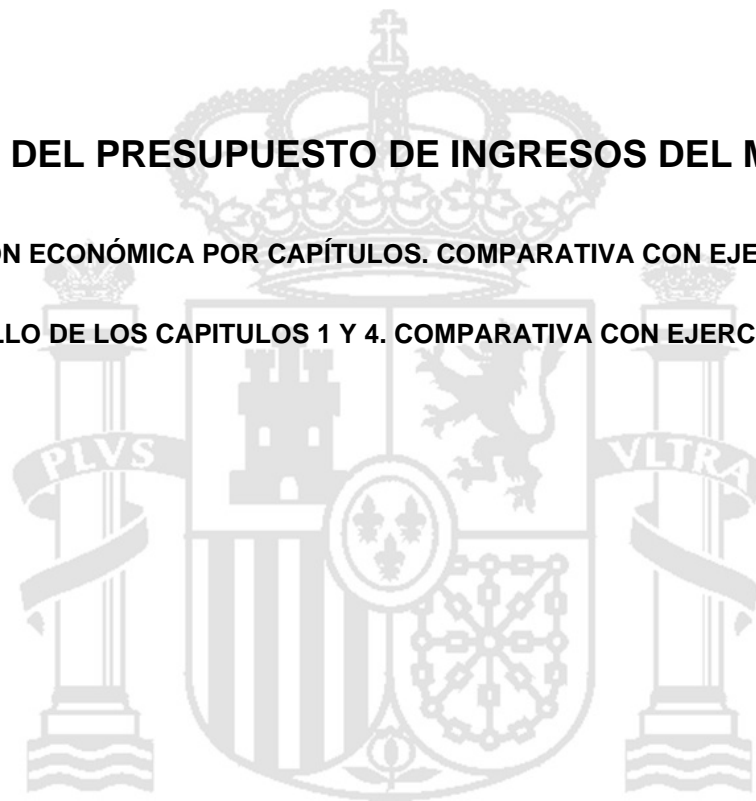 DEL PRESUPUESTO DE INGRESOS DEL M
ÓN ECONÓMICA POR CAPÍTULOS. COMPARATIVA CON EJE
LLO DE LOS CAPITULOS 1 Y 4. COMPARATIVA CON EJERC
PLVS
VLTRA